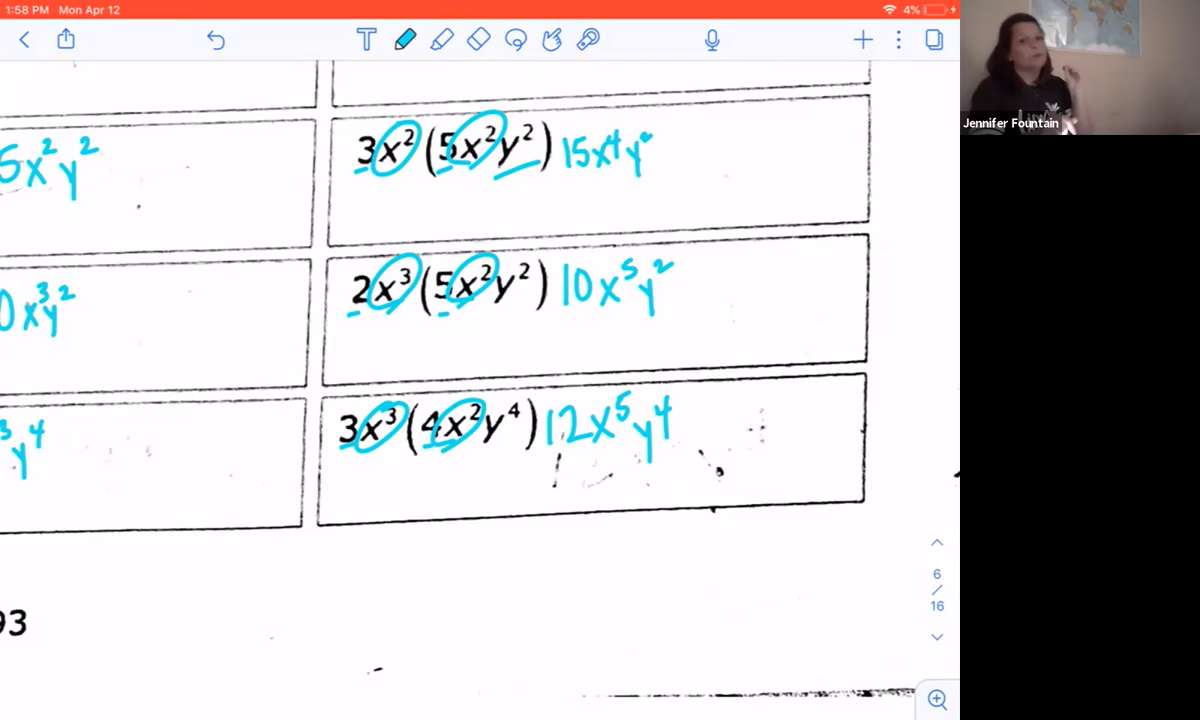 1:58 PM Mon Apr 12
4%
Jennifer Fountain
5x²y²
3x²(5x²y²) 15x⁴y²
0x³y²
2x³(5x²y²) 10x⁵y²
³y⁴
3x³(4x²y⁴) 12x⁵y⁴
6
/
16
93